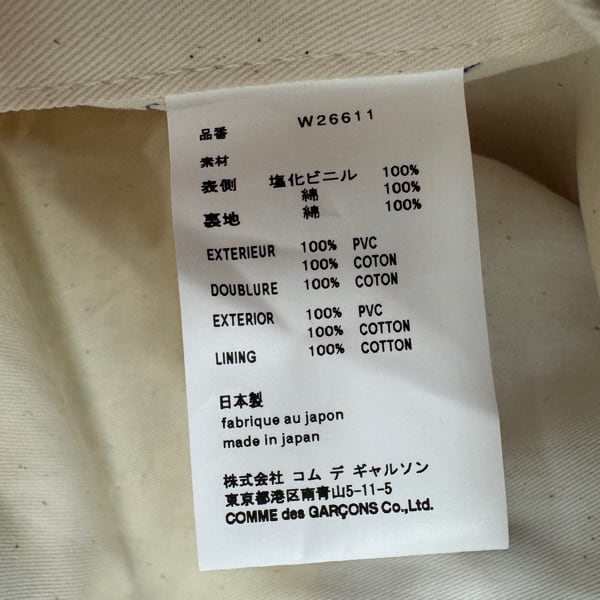 品番 W26611
素材
表側 塩化ビニル 100%
綿 100%
裏地 綿 100%
EXTERIEUR 100% PVC
100% COTON
DOUBLURE 100% COTON
EXTERIOR 100% PVC
100% COTTON
LINING 100% COTTON
日本製
fabrique au japon
made in japan
株式会社 コム デ ギャルソン
東京都港区南青山5-11-5
COMME des GARÇONS Co.,Ltd.